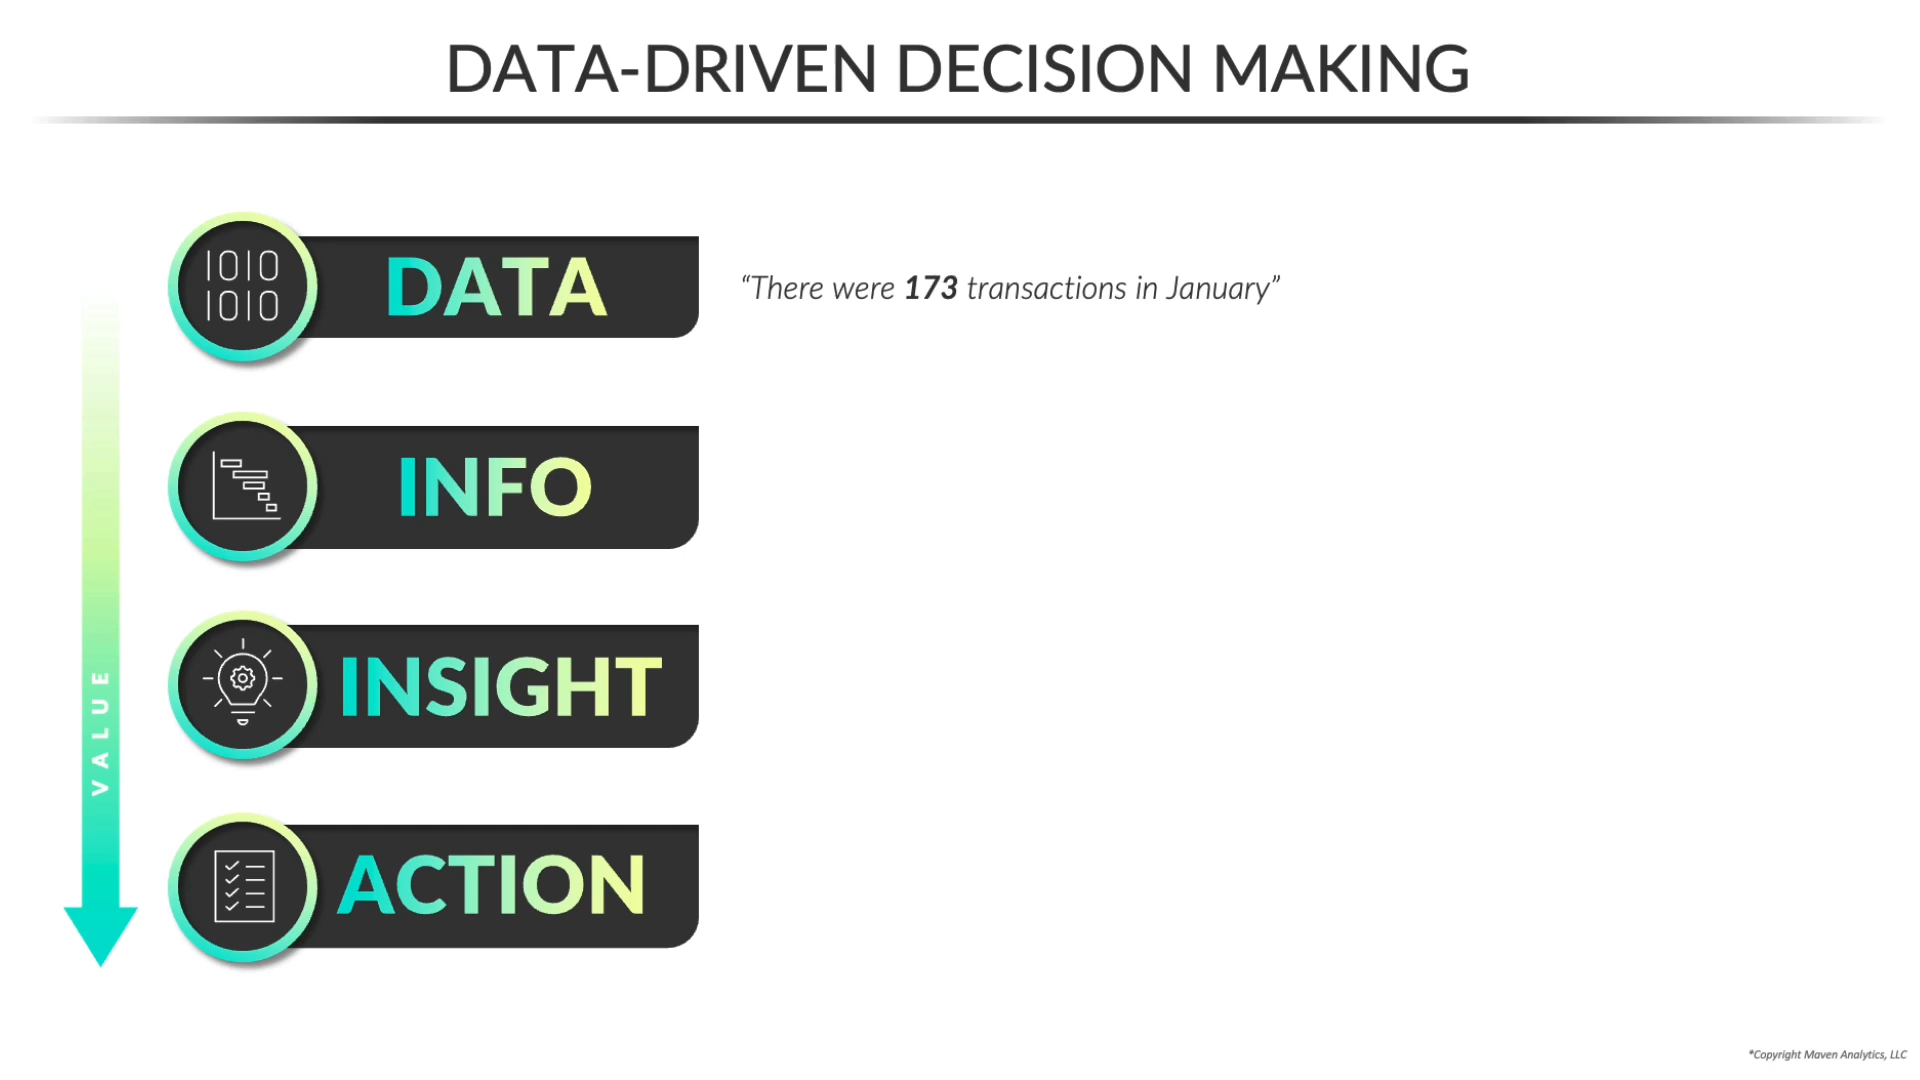 DATA-DRIVEN DECISION MAKING
1010
1010
DATA
“There were 173 transactions in January”
INFO
INSIGHT
VALUE
ACTION
*Copyright Maven Analytics, LLC